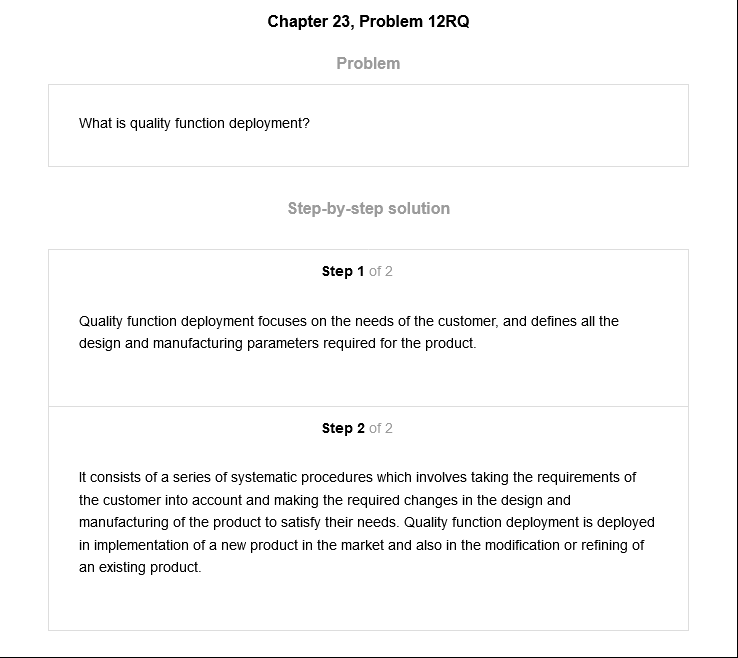 Chapter 23, Problem 12RQ
Problem
What is quality function deployment?
Step-by-step solution
Step 1 of 2
Quality function deployment focuses on the needs of the customer, and defines all the
design and manufacturing parameters required for the product.
Step 2 of 2
It consists of a series of systematic procedures which involves taking the requirements of
the customer into account and making the required changes in the design and
manufacturing of the product to satisfy their needs. Quality function deployment is deployed
in implementation of a new product in the market and also in the modification or refining of
an existing product.